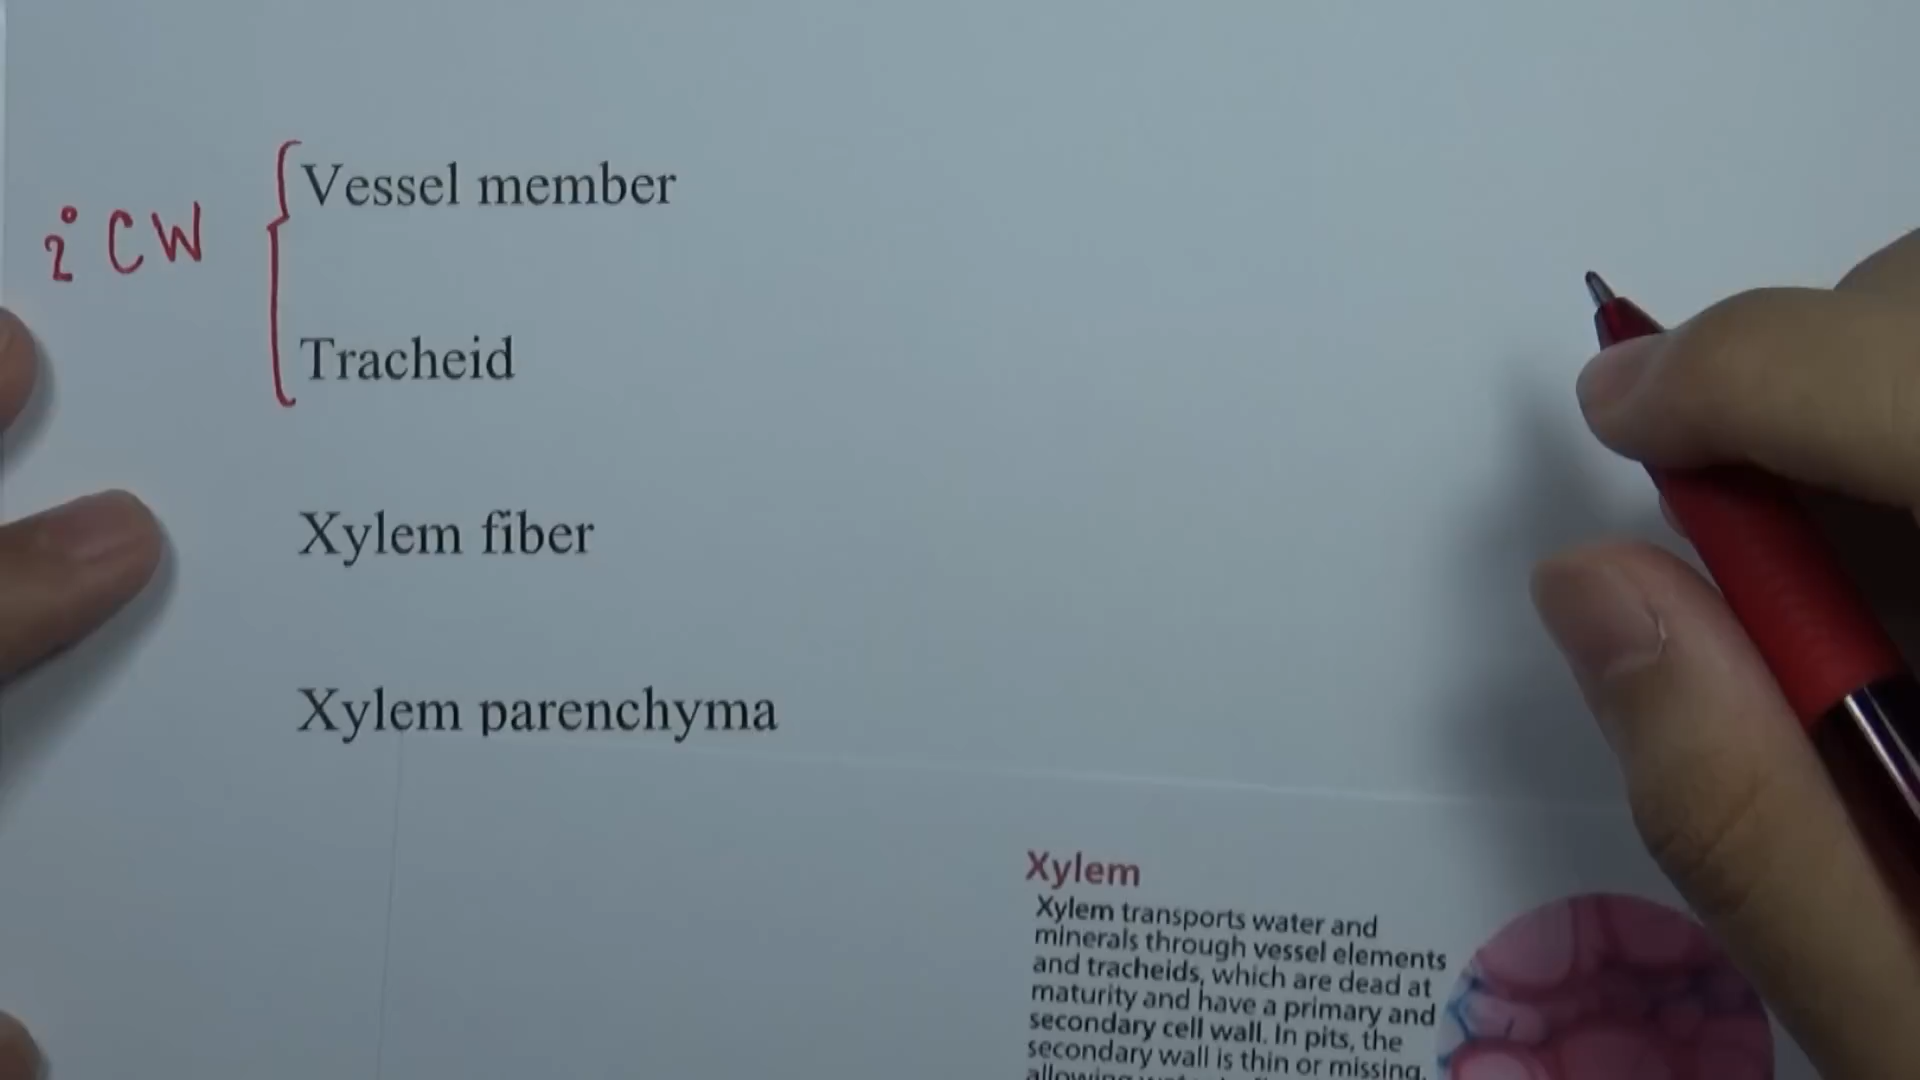 Vessel member
2° CW
Tracheid
Xylem fiber
Xylem parenchyma
Xylem
Xylem transports water and
minerals through vessel elements
and tracheids, which are dead at
maturity and have a primary and
secondary cell wall. In pits, the
secondary wall is thin or missing,
allowing